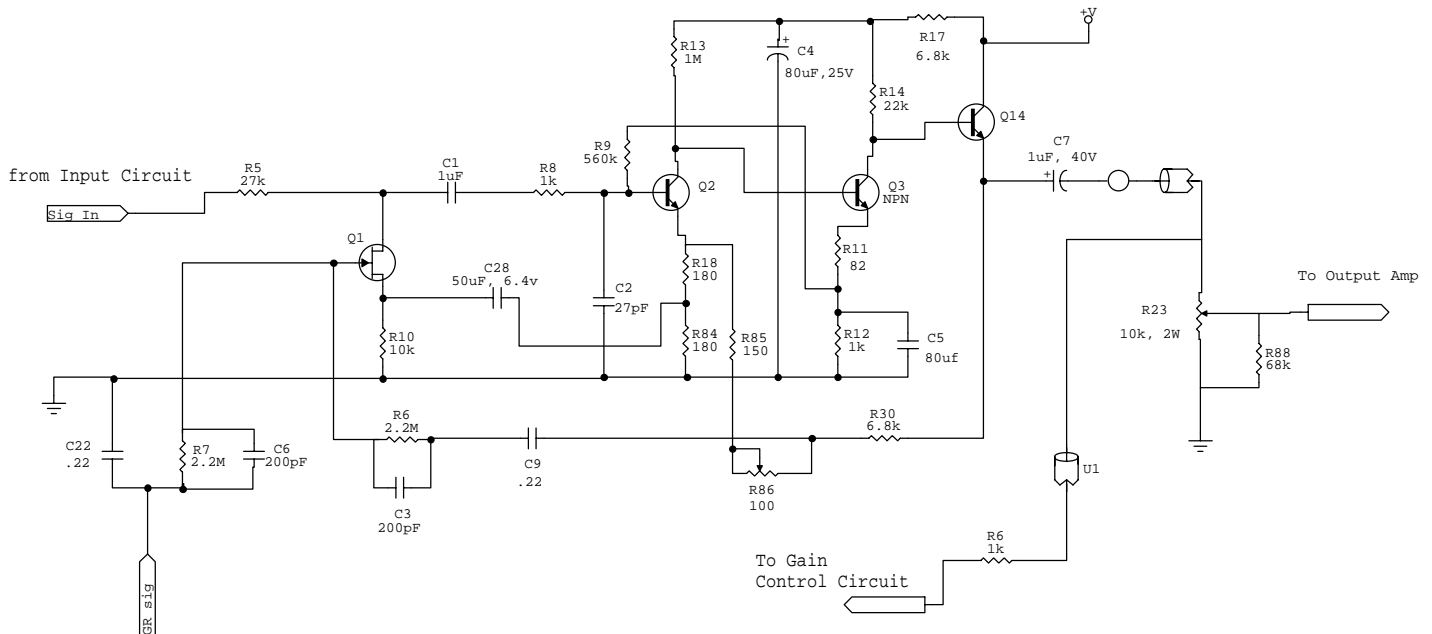 +V
R17
6.8k
R13
1M
+
C4
80uF,25V
R14
22k
Q14
R9
560k
C7
1uF, 40V
+
from Input Circuit
R5
27k
C1
1uF
R8
1k
Q2
Q3
NPN
Sig In
Q1
C28
50uF, 6.4v
R18
180
R11
82
C2
27pF
To Output Amp
R10
10k
R84
180
R85
150
R12
1k
C5
80uf
R23
10k, 2W
R88
68k
R6
2.2M
R30
6.8k
C22
.22
R7
2.2M
C6
200pF
C9
.22
U1
R86
100
C3
200pF
R6
1k
To Gain
Control Circuit
GR sig